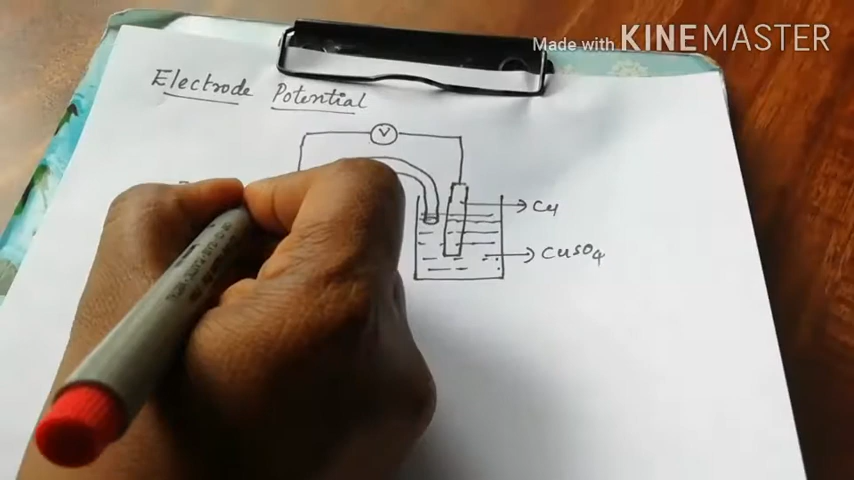 Made with KINEMASTER
Electrode Potential
V
Cu
CuSO4